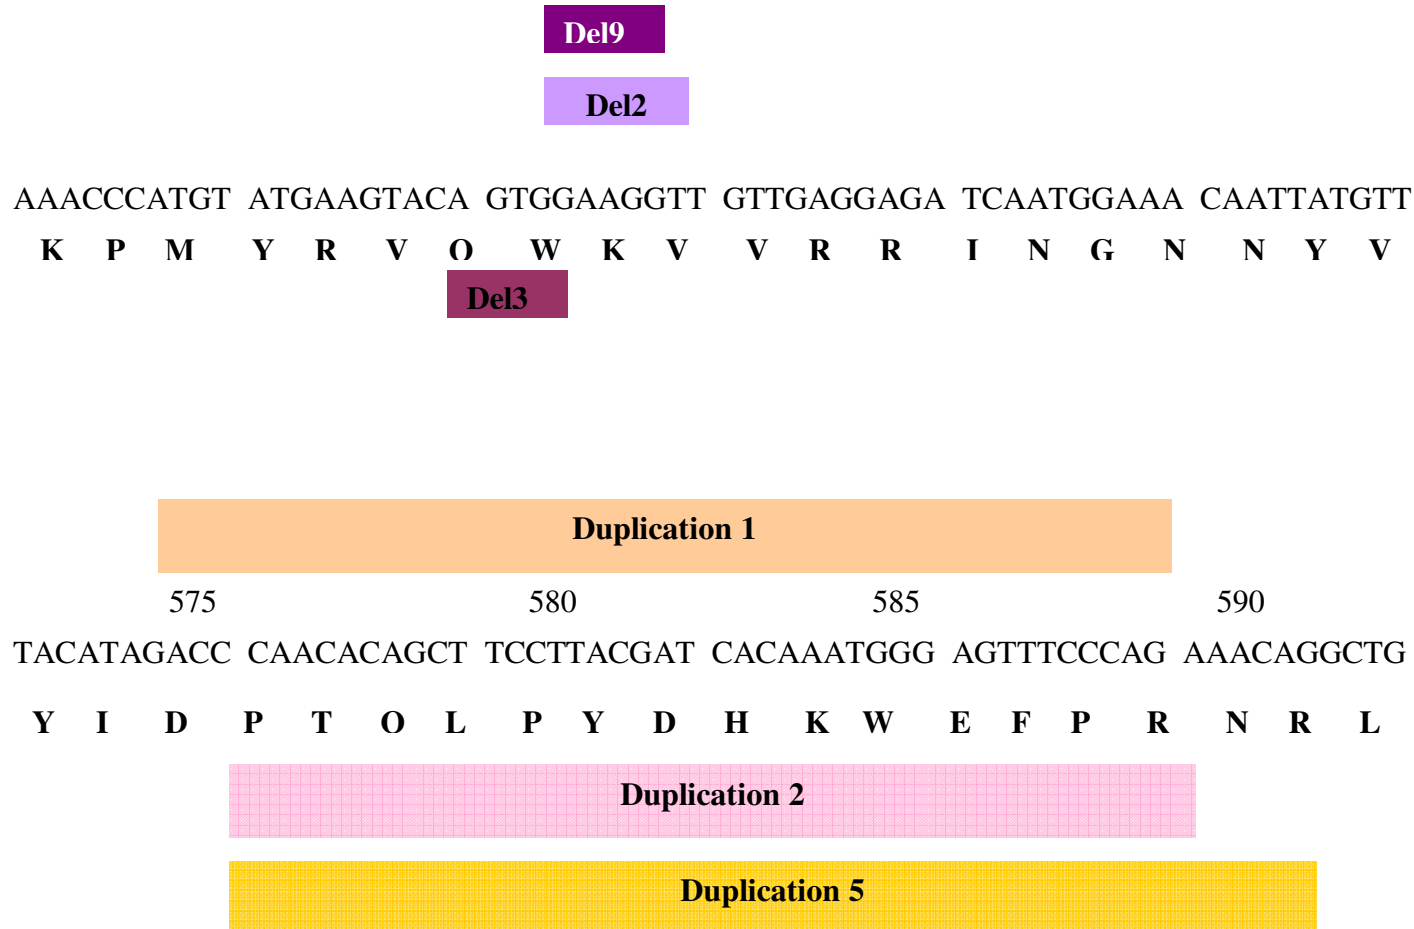 Del9
Del2
AAACCCATGT ATGAAGTACA GTGGAAGGTT GTTGAGGAGA TCAATGGAAA CAATTATGTT
K P M Y R V O W K V V R R I N G N N Y V
Del3
Duplication 1
575 580 585 590
TACATAGACC CAACACAGCT TCCTTACGAT CACAAATGGG AGTTTCCCAG AAACAGGCTG
Y I D P T O L P Y D H K W E F P R N R L
Duplication 2
Duplication 5